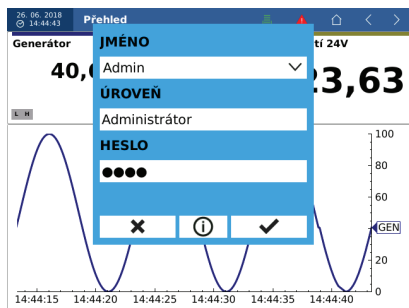 26. 06. 2018
14:44:43
Přehled
Generátor
tí 24V
40,
23,63
L H
JMÉNO
Admin
ÚROVEŇ
Administrátor
HESLO
●●●●
100
80
60
GEN
20
0
14:44:15 14:44:20 14:44:25 14:44:30 14:44:35 14:44:40